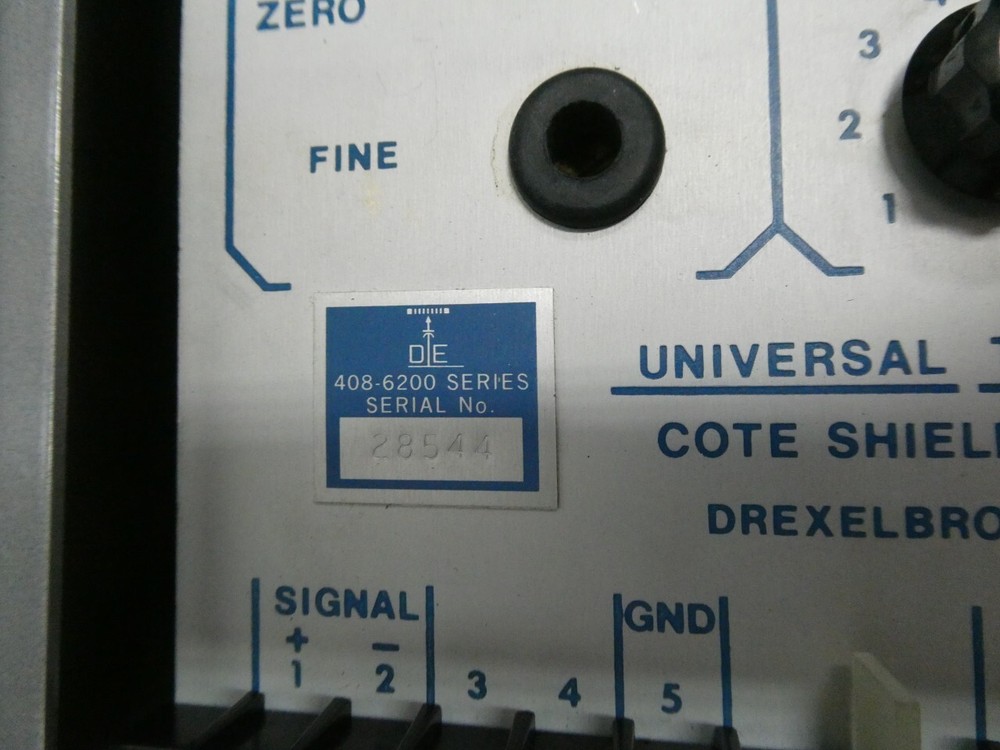 ZERO
FINE
4
3
2
1
DE
408-6200 SERIES
SERIAL No.
28544
UNIVERSAL
COTE SHIEL
DREXELBRO
SIGNAL
GND
+ −
1 2 3 4 5